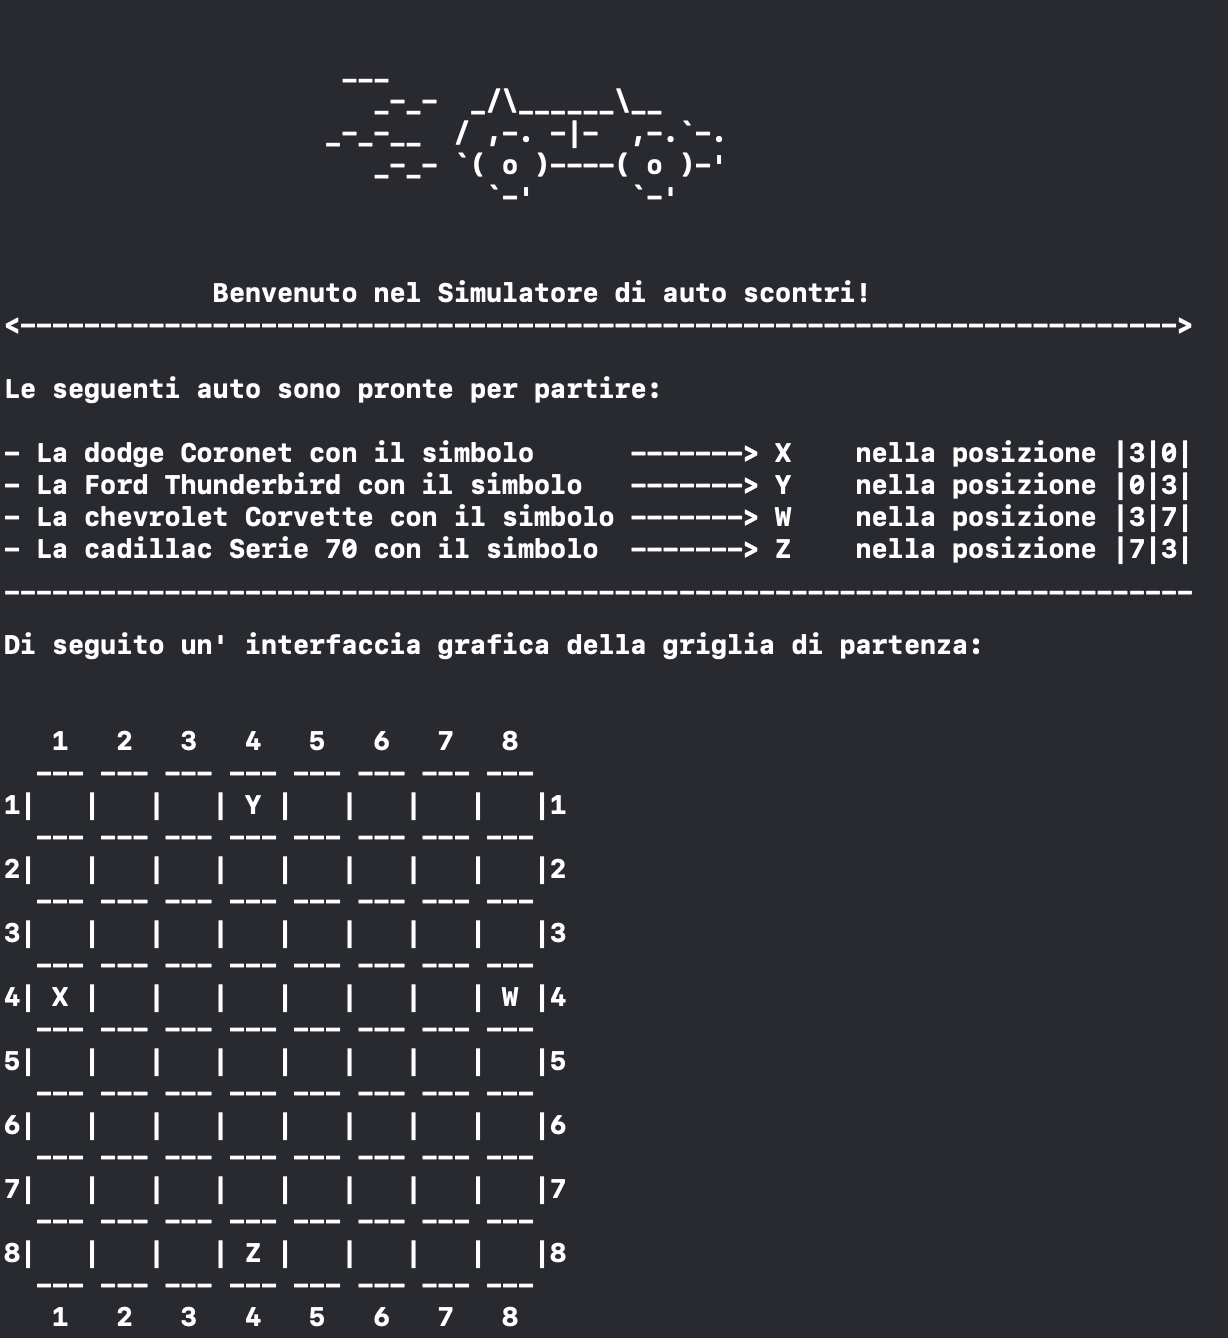 Benvenuto nel Simulatore di auto scontri!
<------------------------------------------------------------------------>
Le seguenti auto sono pronte per partire:
- La dodge Coronet con il simbolo      -------> X    nella posizione |3|0|
- La Ford Thunderbird con il simbolo   -------> Y    nella posizione |0|3|
- La chevrolet Corvette con il simbolo -------> W    nella posizione |3|7|
- La cadillac Serie 70 con il simbolo  -------> Z    nella posizione |7|3|
--------------------------------------------------------------------------
Di seguito un' interfaccia grafica della griglia di partenza:
   1   2   3   4   5   6   7   8
  --- --- --- --- --- --- --- ---
1|   |   |   | Y |   |   |   |   |1
  --- --- --- --- --- --- --- ---
2|   |   |   |   |   |   |   |   |2
  --- --- --- --- --- --- --- ---
3|   |   |   |   |   |   |   |   |3
  --- --- --- --- --- --- --- ---
4| X |   |   |   |   |   |   | W |4
  --- --- --- --- --- --- --- ---
5|   |   |   |   |   |   |   |   |5
  --- --- --- --- --- --- --- ---
6|   |   |   |   |   |   |   |   |6
  --- --- --- --- --- --- --- ---
7|   |   |   |   |   |   |   |   |7
  --- --- --- --- --- --- --- ---
8|   |   |   | Z |   |   |   |   |8
  --- --- --- --- --- --- --- ---
   1   2   3   4   5   6   7   8